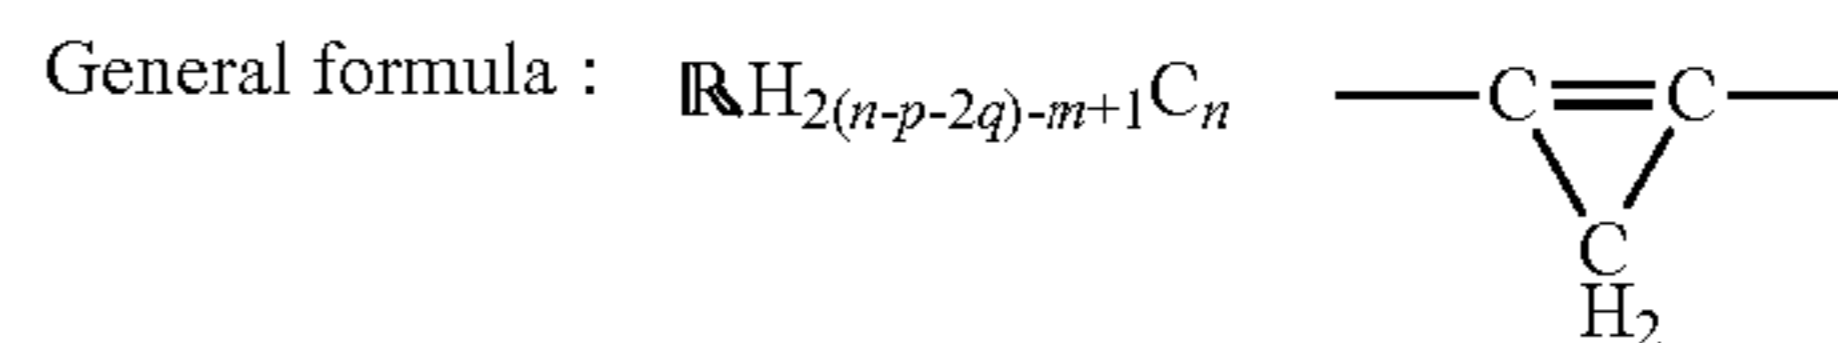 General formula : ℝH₂₍ₙ₋ₚ₋₂q₎₋ₘ₊₁Cₙ —C=C—
C
H₂